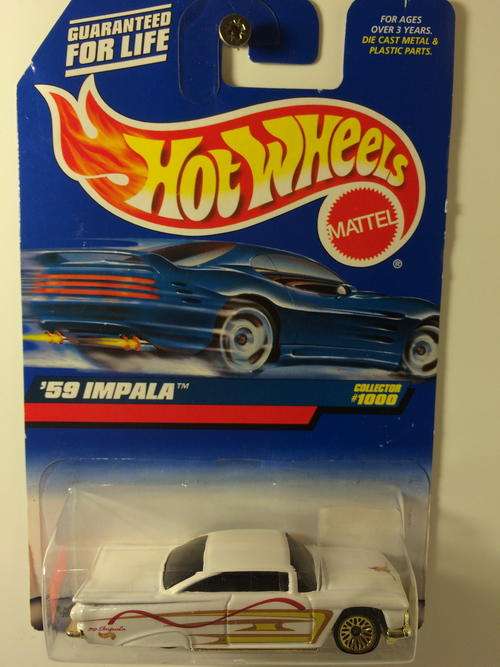 GUARANTEED
FOR LIFE
FOR AGES
OVER 3 YEARS.
DIE CAST METAL &
PLASTIC PARTS.
HOT WHEELS
MATTEL
®
'59 IMPALA™
COLLECTOR
#1000